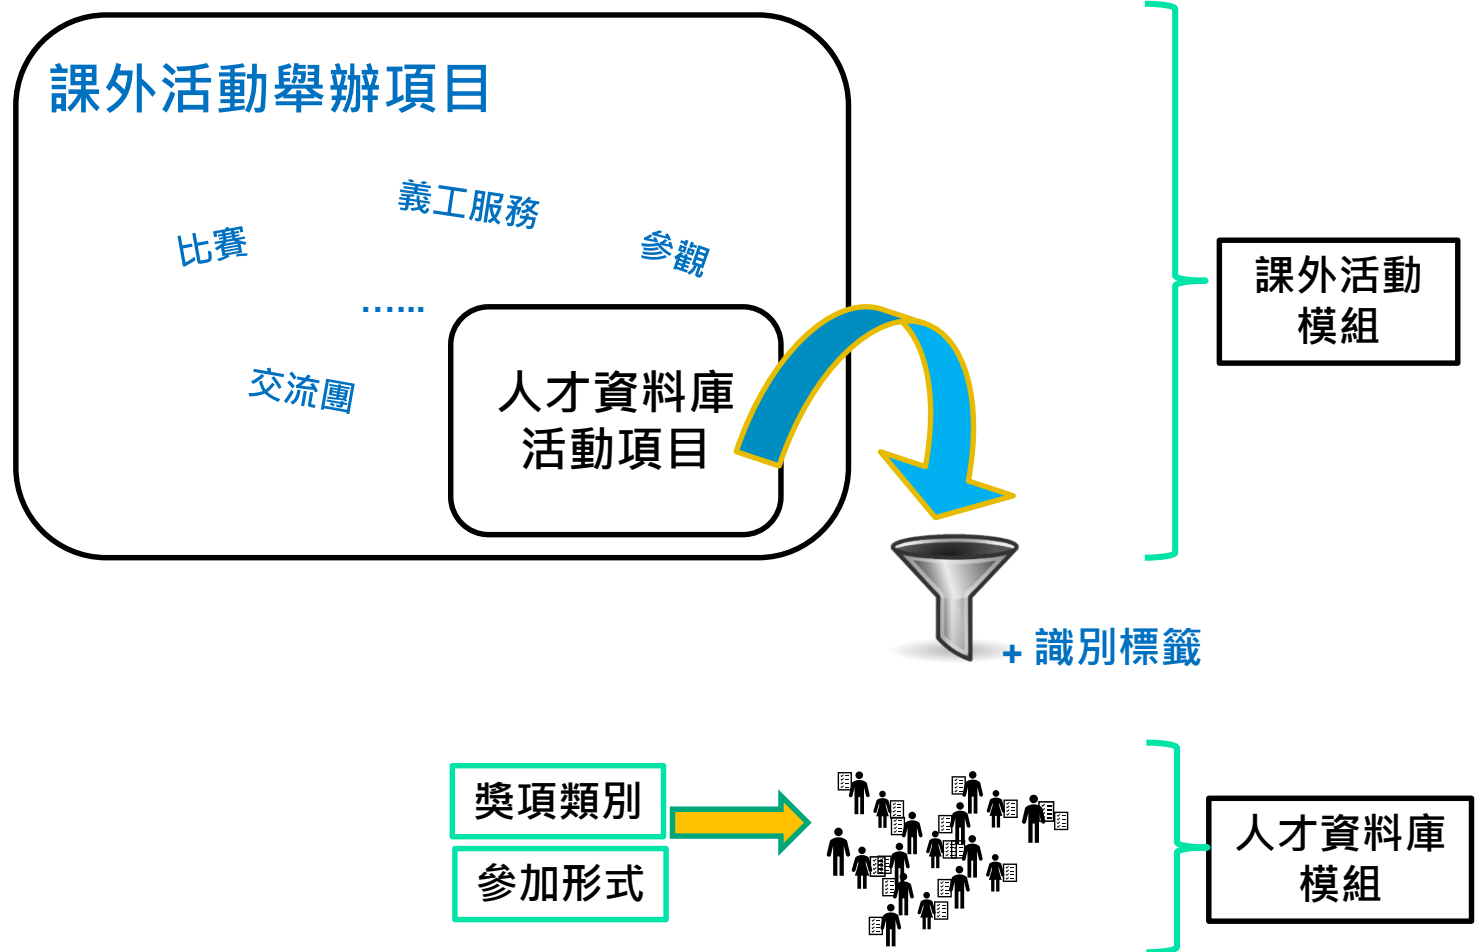 課外活動舉辦項目
義工服務
比賽
參觀
…...
交流團
人才資料庫
活動項目
課外活動
模組
+ 識別標籤
獎項類別
參加形式
人才資料庫
模組